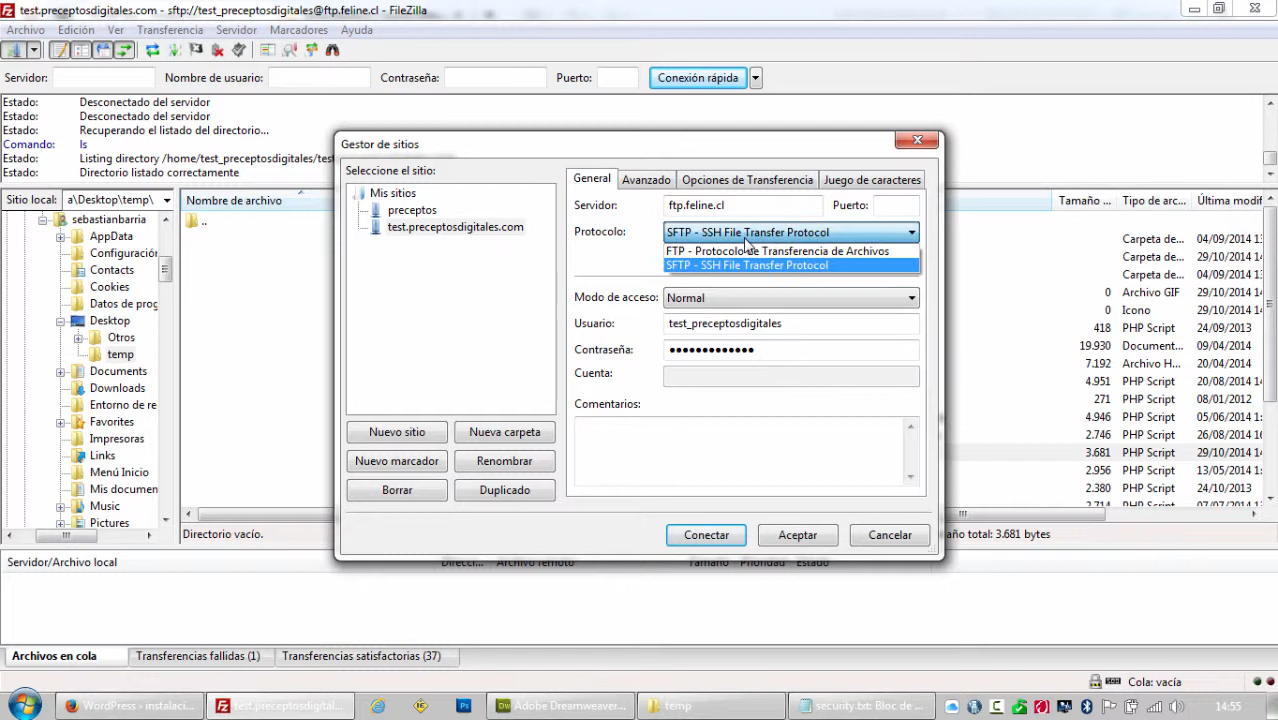 test.preceptosdigitales.com - sftp://test_preceptosdigitales@ftp.feline.cl - FileZilla
Archivo Edición Ver Transferencia Servidor Marcadores Ayuda
Servidor: Nombre de usuario: Contraseña: Puerto: Conexión rápida
Estado: Desconectado del servidor
Estado: Desconectado del servidor
Estado: Recuperando el listado del directorio...
Comando: ls
Estado: Listing directory /home/test_preceptosdigitales/tes
Estado: Directorio listado correctamente
Sitio local: a\Desktop\temp\
sebastianbarria
AppData
Configuración
Contacts
Cookies
Datos de prog
Desktop
Otros
temp
Documents
Downloads
Entorno de re
Favorites
Impresoras
Links
Menú Inicio
Mis documen
Music
Pictures
Nombre de archivo
..
Directorio vacío.
Gestor de sitios
Seleccione el sitio:
Mis sitios
preceptos
test.preceptosdigitales.com
Nuevo sitio Nueva carpeta
Nuevo marcador Renombrar
Borrar Duplicado
General Avanzado Opciones de Transferencia Juego de caracteres
Servidor: ftp.feline.cl Puerto:
Protocolo: SFTP - SSH File Transfer Protocol
FTP - Protocolo de Transferencia de Archivos
SFTP - SSH File Transfer Protocol
Modo de acceso: Normal
Usuario: test_preceptosdigitales
Contraseña: •••••••••••••
Cuenta:
Comentarios:
Conectar Aceptar Cancelar
Tamaño ... Tipo de arc... Última modif
Carpeta de... 04/09/2014
Carpeta de... 04/09/2014
Carpeta de... 29/10/2014
0 Archivo GIF 29/10/2014
0 Icono 29/10/2014
418 PHP Script 24/09/2013
19.930 Document... 29/04/2014
7.192 Archivo H... 20/04/2014
4.951 PHP Script 20/08/2014
271 PHP Script 08/01/2012
4.946 PHP Script 05/06/2014
2.746 PHP Script 26/08/2014
3.681 PHP Script 29/10/2014
2.956 PHP Script 13/05/2014
2.380 PHP Script 24/10/2013
2.714 PHP Script
año total: 3.681 bytes
Servidor/Archivo local Direcci... Archivo remoto Tamaño Prioridad Estado
Archivos en cola Transferencias fallidas (1) Transferencias satisfactorias (37)
Cola: vacía
WordPress - instalaci...
test.preceptosdigital...
Ps
Dw
Adobe Dreamweaver...
temp
security.txt: Bloc de ...
14:55